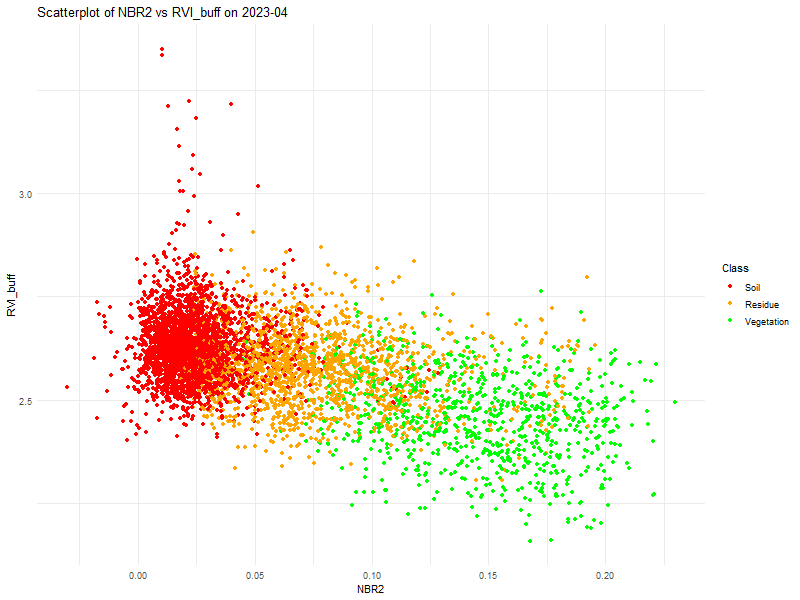 Scatterplot of NBR2 vs RVI_buff on 2023-04
3.0
2.5
RVI_buff
0.00 0.05 0.10 0.15 0.20
NBR2
Class
Soil
Residue
Vegetation